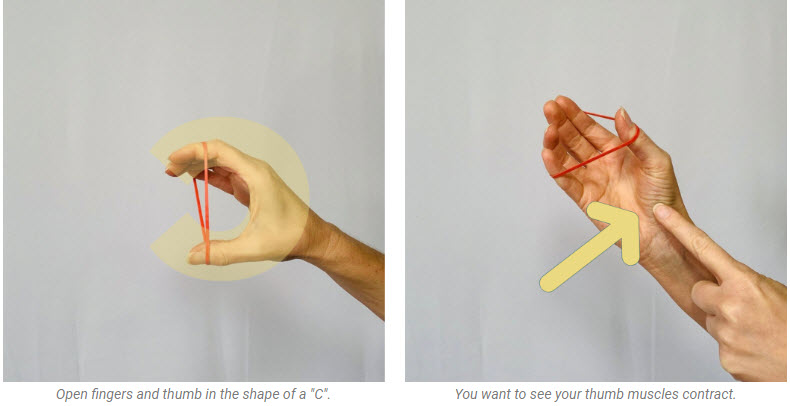 Open fingers and thumb in the shape of a "C".
You want to see your thumb muscles contract.